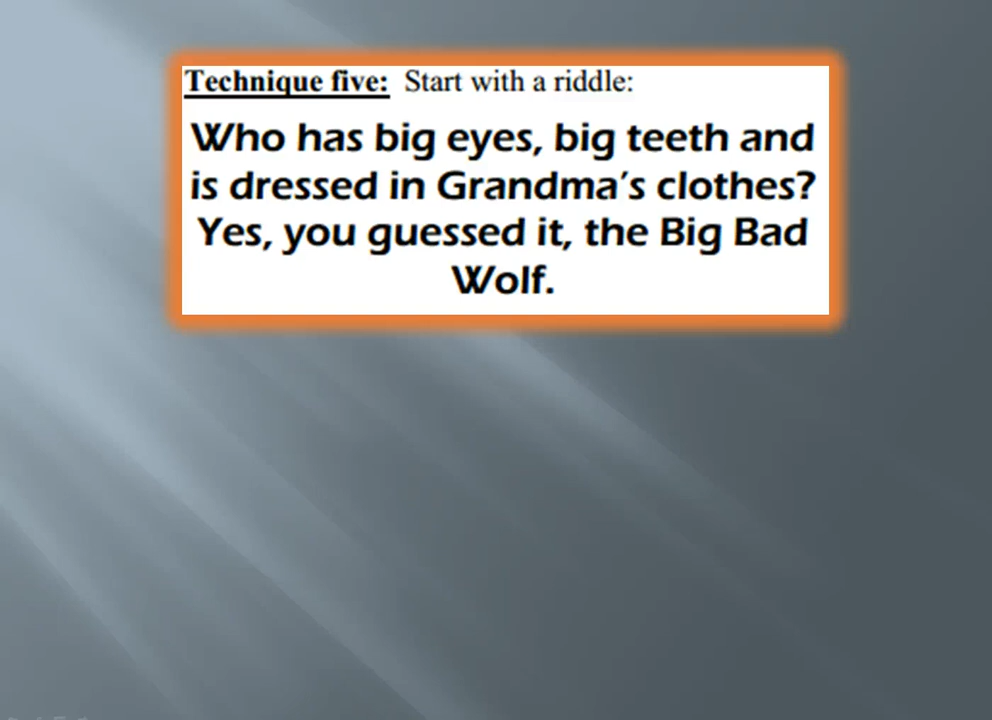 Technique five: Start with a riddle:
Who has big eyes, big teeth and
is dressed in Grandma's clothes?
Yes, you guessed it, the Big Bad
Wolf.